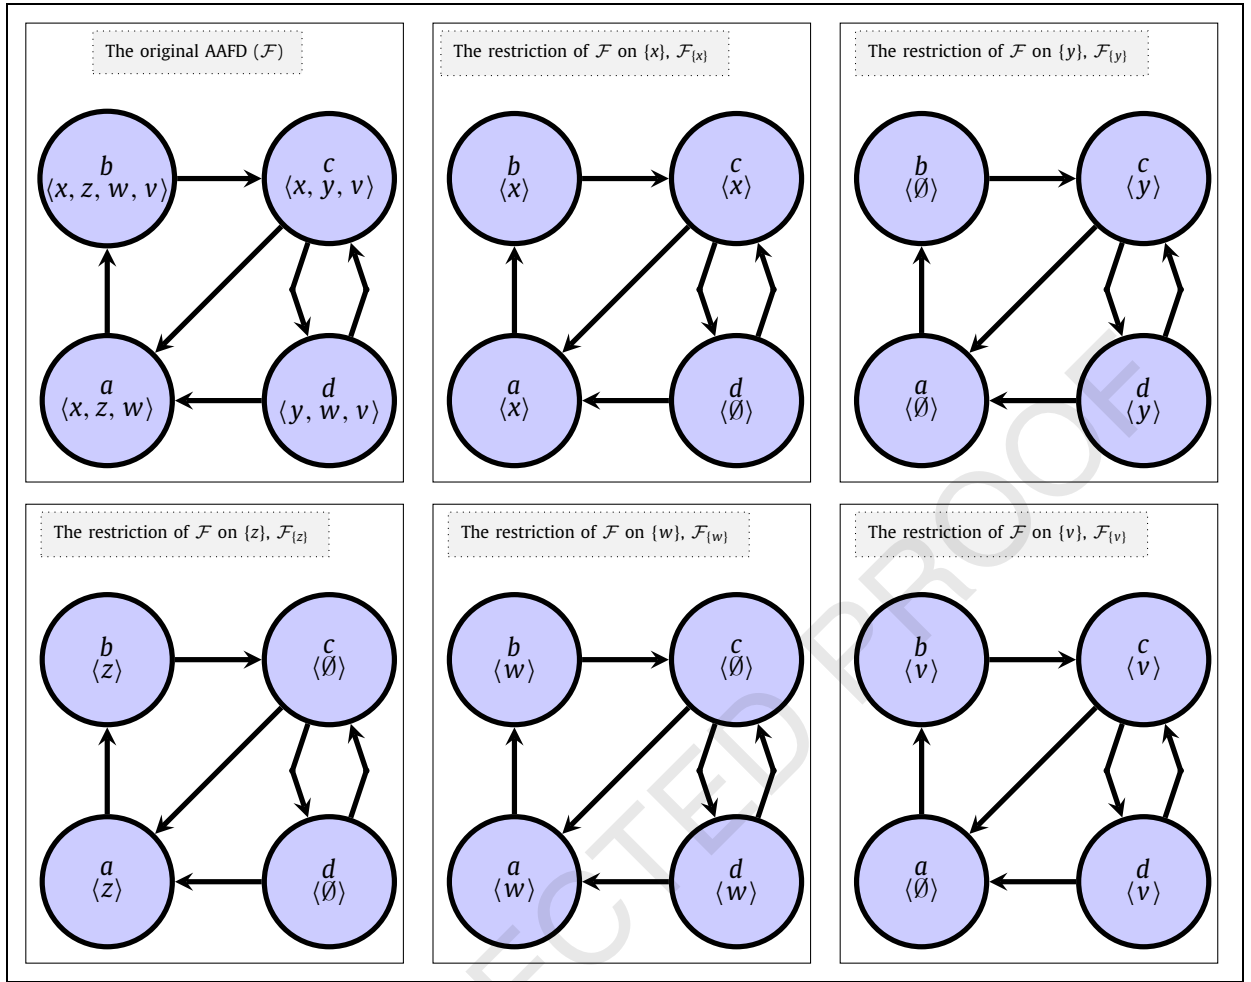 The original AAFD (ℱ)
b
⟨x, z, w, v⟩
c
⟨x, y, v⟩
a
⟨x, z, w⟩
d
⟨y, w, v⟩
The restriction of ℱ on {x}, ℱ{x}
b
⟨x⟩
c
⟨x⟩
a
⟨x⟩
d
⟨Ø⟩
The restriction of ℱ on {y}, ℱ{y}
b
⟨Ø⟩
c
⟨y⟩
a
⟨Ø⟩
d
⟨y⟩
The restriction of ℱ on {z}, ℱ{z}
b
⟨z⟩
c
⟨Ø⟩
a
⟨z⟩
d
⟨Ø⟩
The restriction of ℱ on {w}, ℱ{w}
b
⟨w⟩
c
⟨Ø⟩
a
⟨w⟩
d
⟨w⟩
The restriction of ℱ on {v}, ℱ{v}
b
⟨v⟩
c
⟨v⟩
a
⟨Ø⟩
d
⟨v⟩
ECTED PROOF